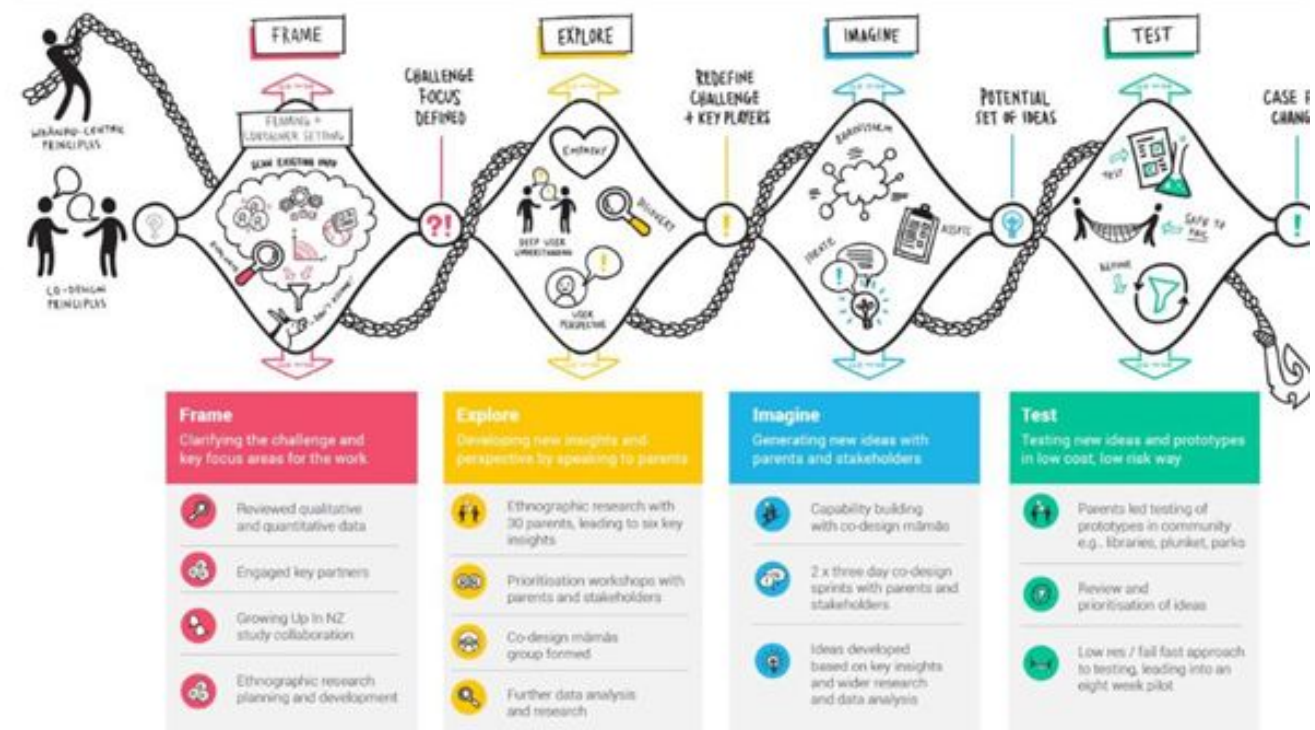 FRAME
EXPLORE
IMAGINE
TEST
CHALLENGE
FOCUS
DEFINED
REDEFINE
CHALLENGE
+ KEY PLAYERS
POTENTIAL
SET OF IDEAS
CASE F
CHANG
WHĀNAU-CENTRIC
PRINCIPLES
CO-DESIGN
PRINCIPLES
FRAMING +
CONTAINER SETTING
SCAN EXISTING INFO
EVALUATE
EMPATHY
DISCOVERY
DEEP USER
UNDERSTANDING
USER
PERSPECTIVE
IDEATE
ASSETS
TEST
SAFE TO
FAIL
REFINE
Frame
Clarifying the challenge and
key focus areas for the work
Reviewed qualitative
and quantitative data
Engaged key partners
Growing Up In NZ
study collaboration
Ethnographic research
planning and development
Explore
Developing new insights and
perspective by speaking to parents
Ethnographic research with
30 parents, leading to six key
insights
Prioritisation workshops with
parents and stakeholders
Co-design māmās
group formed
Further data analysis
and research
Imagine
Generating new ideas with
parents and stakeholders
Capability building
with co-design māmās
2 x three day co-design
sprints with parents and
stakeholders
Ideas developed
based on key insights
and wider research
and data analysis
Test
Testing new ideas and prototypes
in low cost, low risk way
Parents led testing of
prototypes in community
e.g., libraries, plunket, parks
Review and
prioritisation of ideas
Low res / fail fast approach
to testing, leading into an
eight week pilot